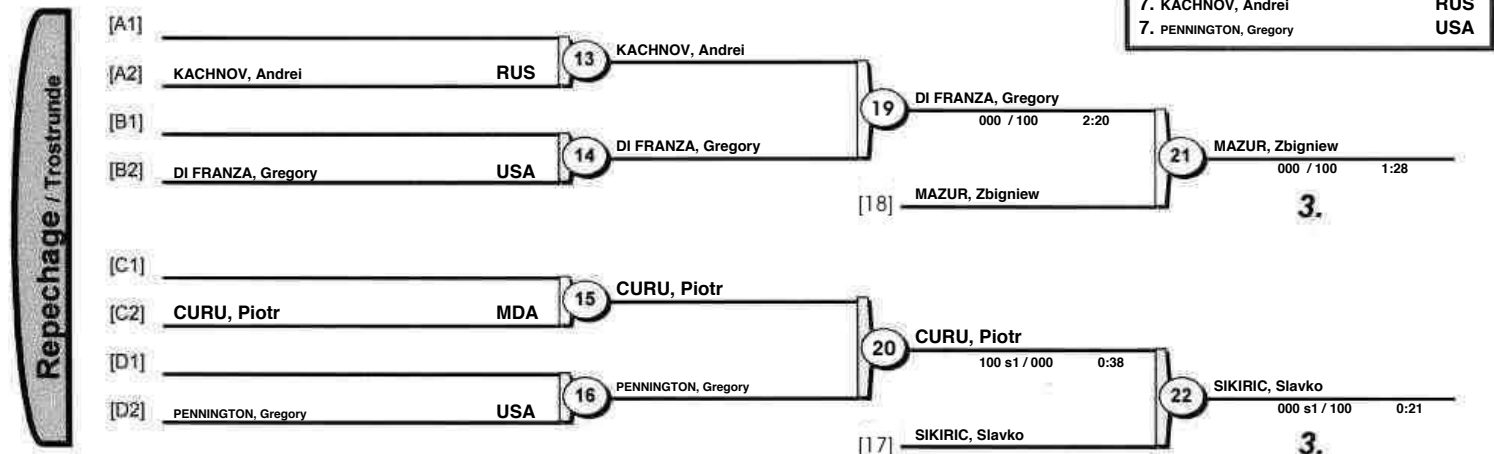 7. KACHNOV, Andrei RUS
7. PENNINGTON, Gregory USA
Repechage / Trostrunde
[A1]
[A2] KACHNOV, Andrei RUS
13 KACHNOV, Andrei
[B1]
[B2] DI FRANZA, Gregory USA
14 DI FRANZA, Gregory
19 DI FRANZA, Gregory
000 / 100 2:20
[18] MAZUR, Zbigniew
21 MAZUR, Zbigniew
000 / 100 1:28
3.
[C1]
[C2] CURU, Piotr MDA
15 CURU, Piotr
[D1]
[D2] PENNINGTON, Gregory USA
16 PENNINGTON, Gregory
20 CURU, Piotr
100 s1 / 000 0:38
[17] SIKIRIC, Slavko
22 SIKIRIC, Slavko
000 s1 / 100 0:21
3.